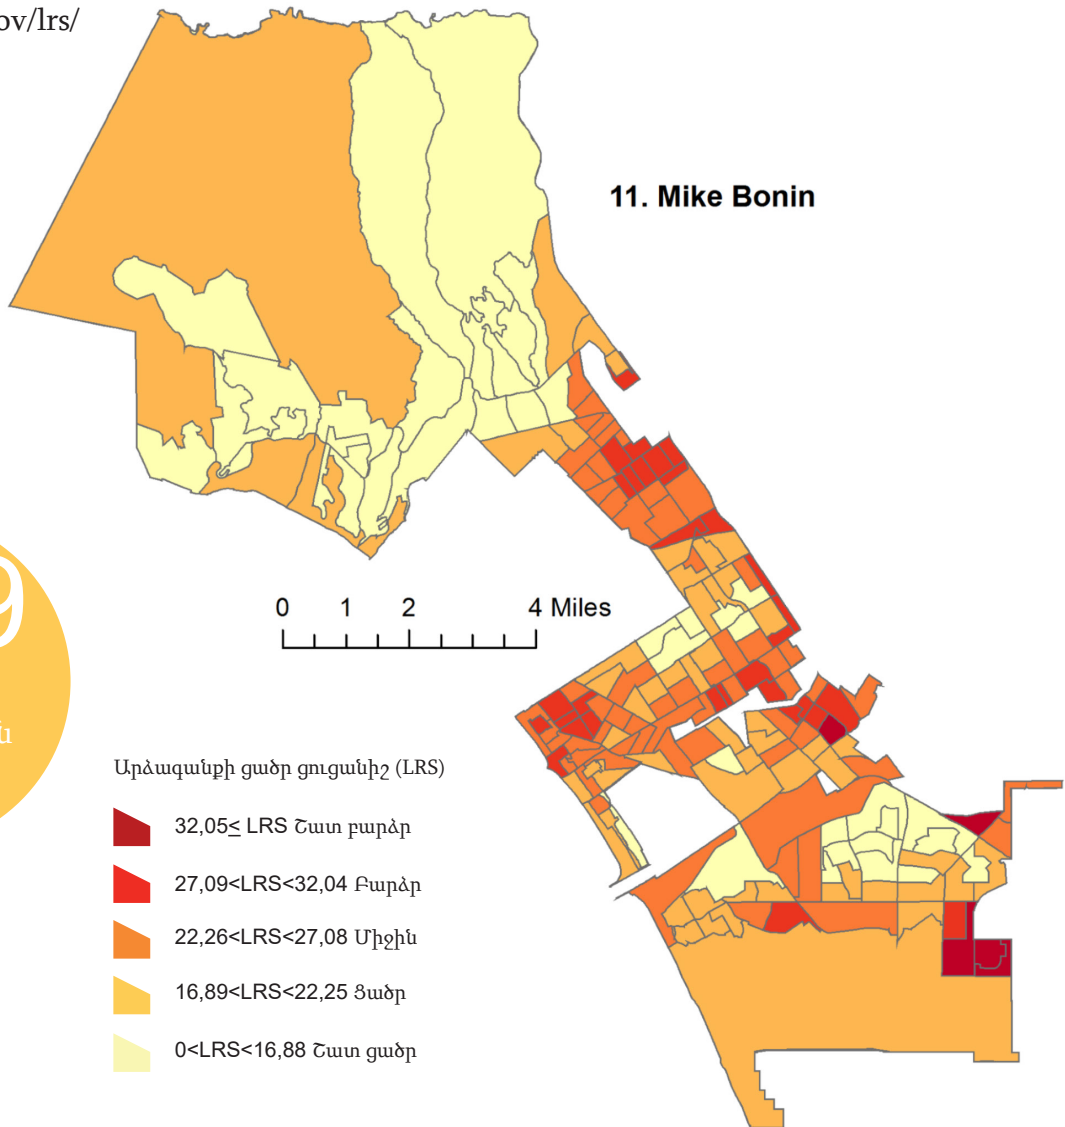 ov/lrs/
11. Mike Bonin
0 1 2 4 Miles
9
ն
Արձագանքի ցածր ցուցանիշ (LRS)
32,05≤ LRS Շատ բարձր
27,09<LRS<32,04 Բարձր
22,26<LRS<27,08 Միջին
16,89<LRS<22,25 Ցածր
0<LRS<16,88 Շատ ցածր